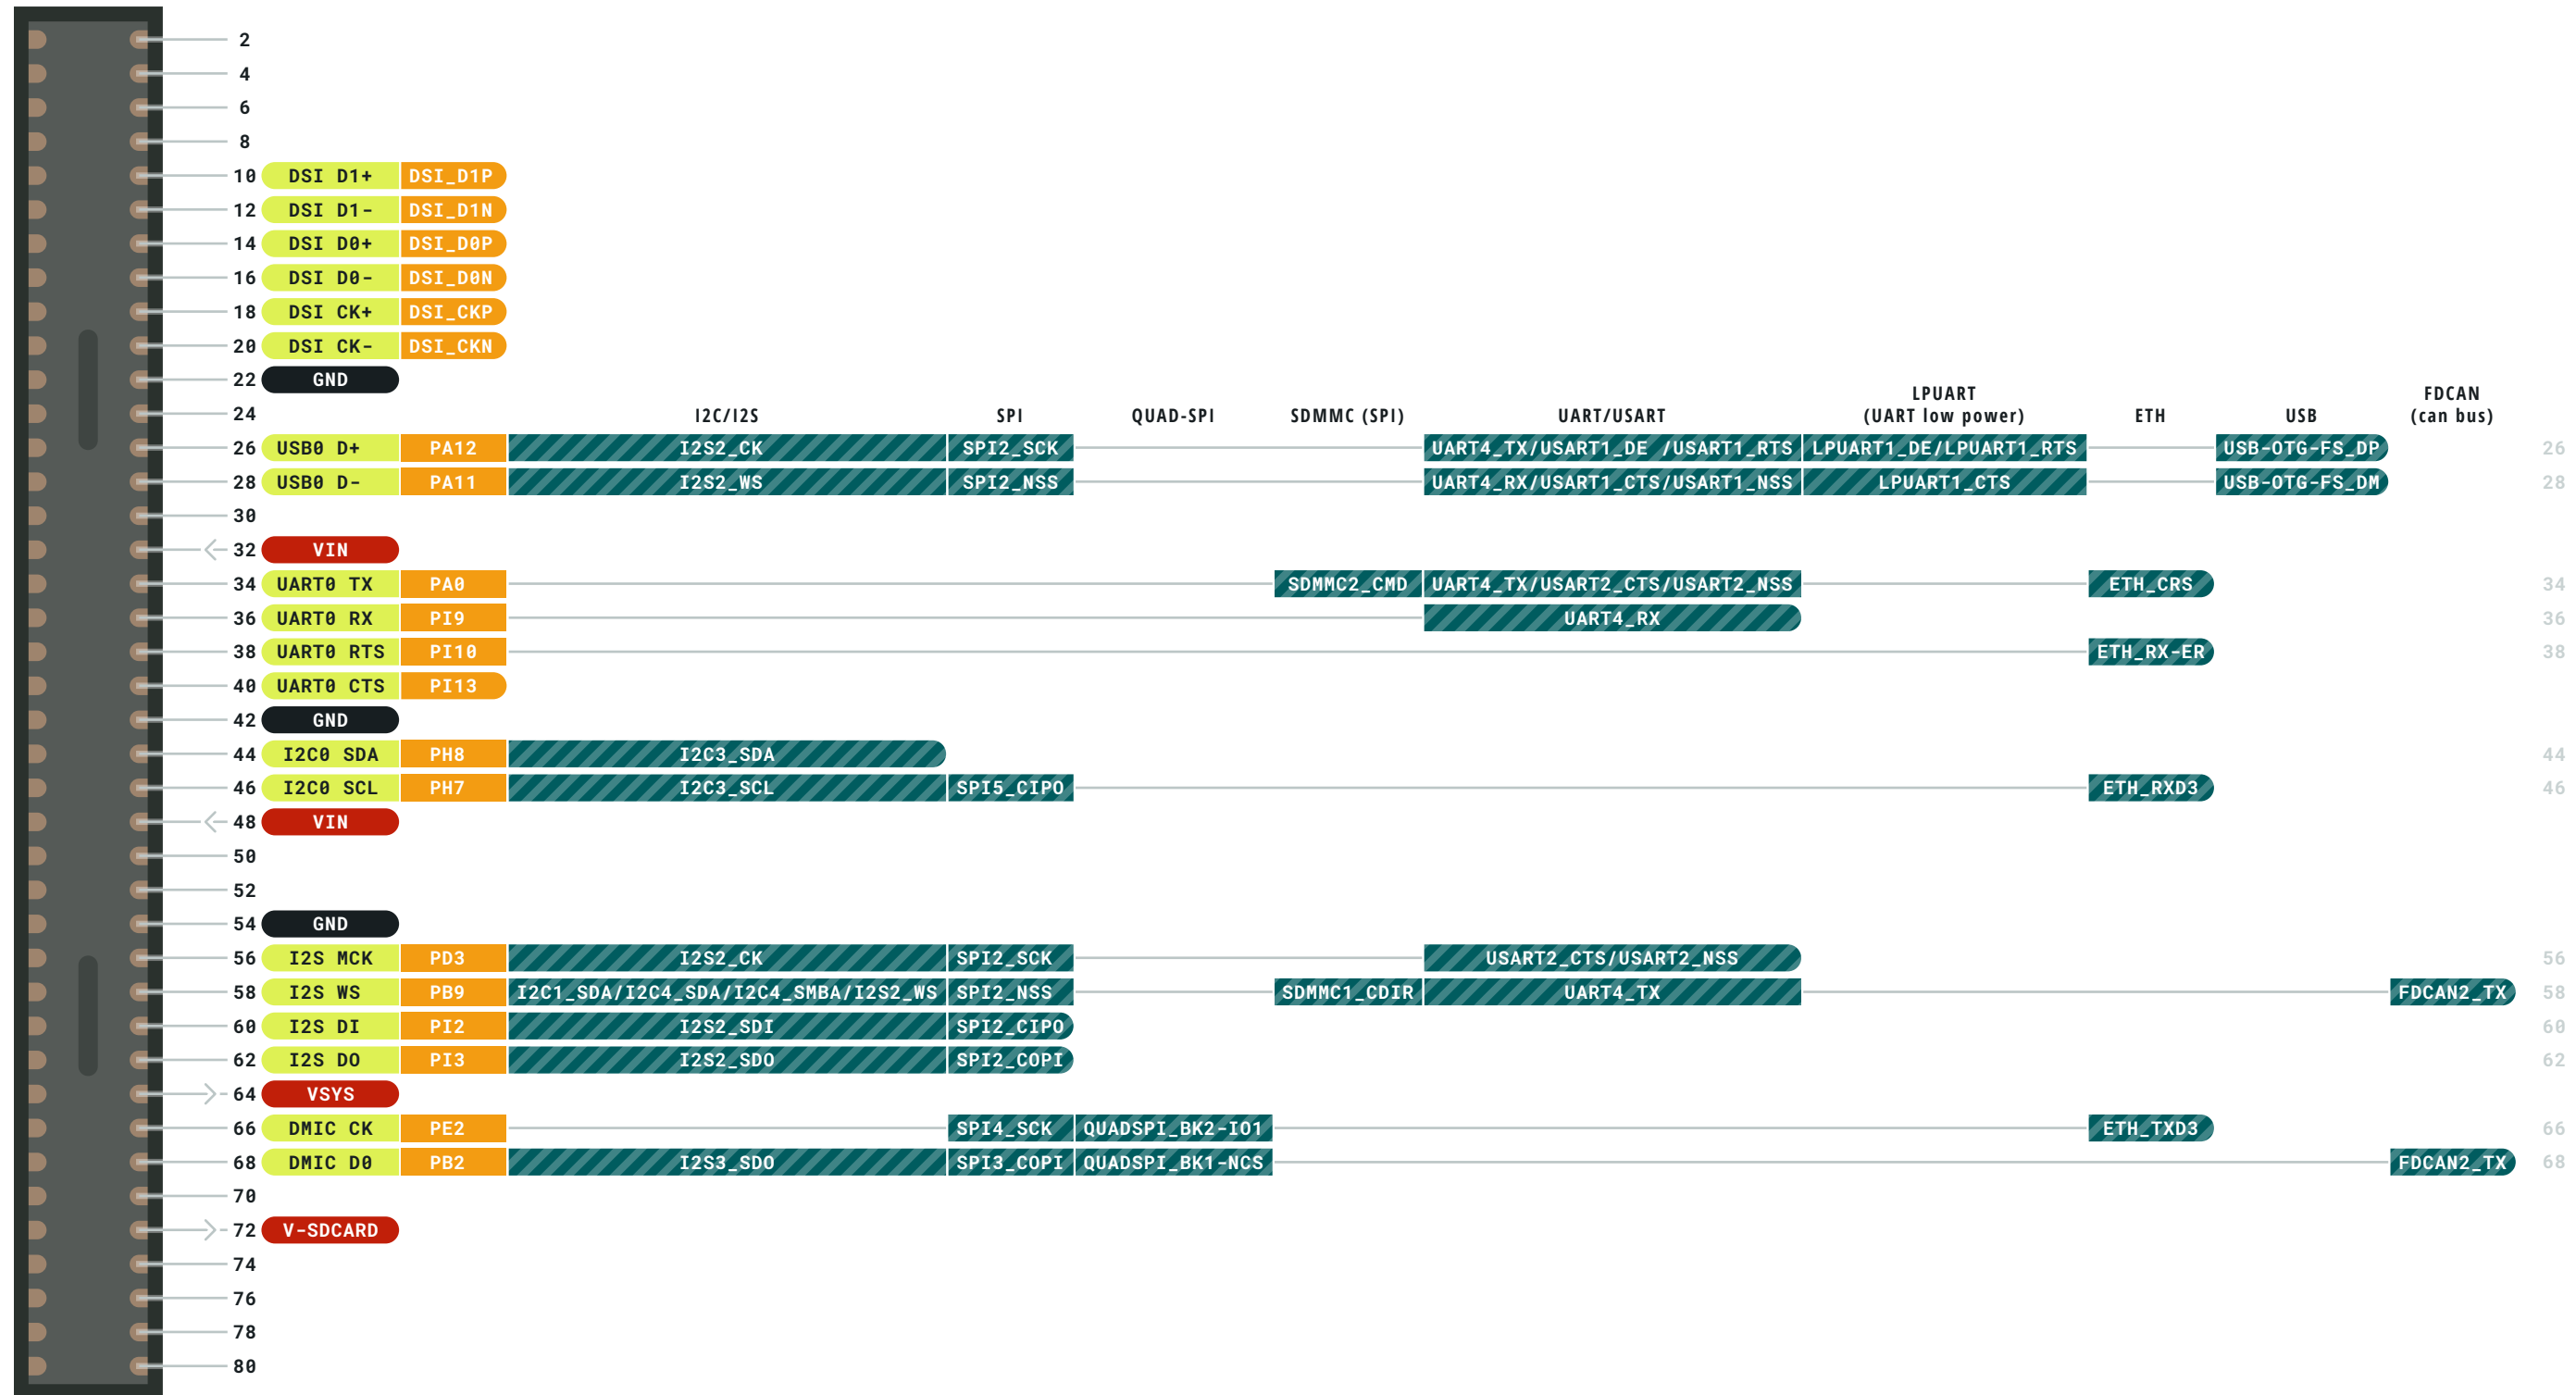 2
4
6
8
10 DSI D1+ DSI_D1P
12 DSI D1- DSI_D1N
14 DSI D0+ DSI_D0P
16 DSI D0- DSI_D0N
18 DSI CK+ DSI_CKP
20 DSI CK- DSI_CKN
22 GND
LPUART FDCAN
24 I2C/I2S SPI QUAD-SPI SDMMC (SPI) UART/USART (UART low power) ETH USB (can bus)
26 USB0 D+ PA12 I2S2_CK SPI2_SCK UART4_TX/USART1_DE /USART1_RTS LPUART1_DE/LPUART1_RTS USB-OTG-FS_DP 26
28 USB0 D- PA11 I2S2_WS SPI2_NSS UART4_RX/USART1_CTS/USART1_NSS LPUART1_CTS USB-OTG-FS_DM 28
30
32 VIN
34 UART0 TX PA0 SDMMC2_CMD UART4_TX/USART2_CTS/USART2_NSS ETH_CRS 34
36 UART0 RX PI9 UART4_RX 36
38 UART0 RTS PI10 ETH_RX-ER 38
40 UART0 CTS PI13
42 GND
44 I2C0 SDA PH8 I2C3_SDA 44
46 I2C0 SCL PH7 I2C3_SCL SPI5_CIPO ETH_RXD3 46
48 VIN
50
52
54 GND
56 I2S MCK PD3 I2S2_CK SPI2_SCK USART2_CTS/USART2_NSS 56
58 I2S WS PB9 I2C1_SDA/I2C4_SDA/I2C4_SMBA/I2S2_WS SPI2_NSS SDMMC1_CDIR UART4_TX FDCAN2_TX 58
60 I2S DI PI2 I2S2_SDI SPI2_CIPO 60
62 I2S DO PI3 I2S2_SDO SPI2_COPI 62
64 VSYS
66 DMIC CK PE2 SPI4_SCK QUADSPI_BK2-IO1 ETH_TXD3 66
68 DMIC D0 PB2 I2S3_SDO SPI3_COPI QUADSPI_BK1-NCS FDCAN2_TX 68
70
72 V-SDCARD
74
76
78
80